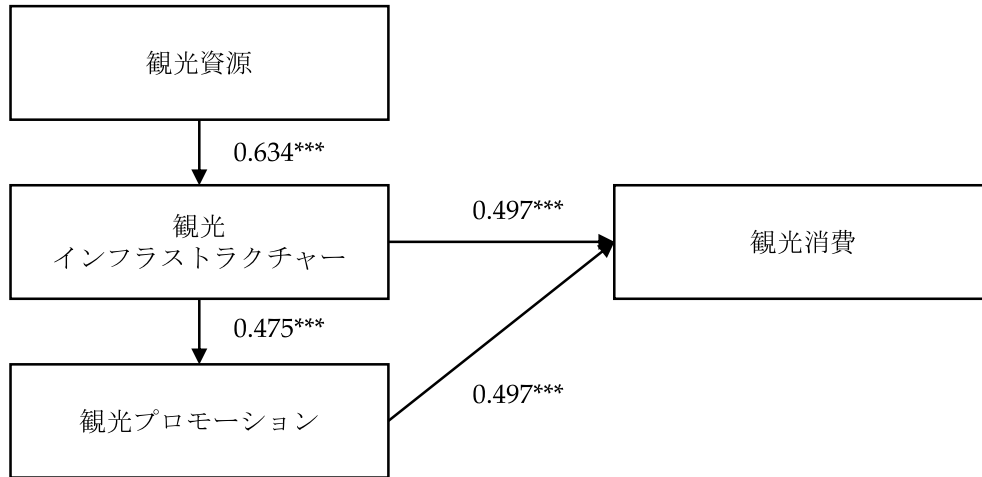 観光資源
0.634***
観光
インフラストラクチャー
0.497***
観光消費
0.475***
観光プロモーション
0.497***